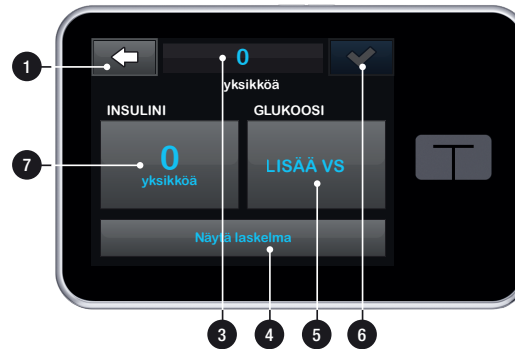 0
yksikköä
1
INSULINI
GLUKOOSI
0
yksikköä
LISÄÄ VS
7
Näytä laskelma
3
4
5
6